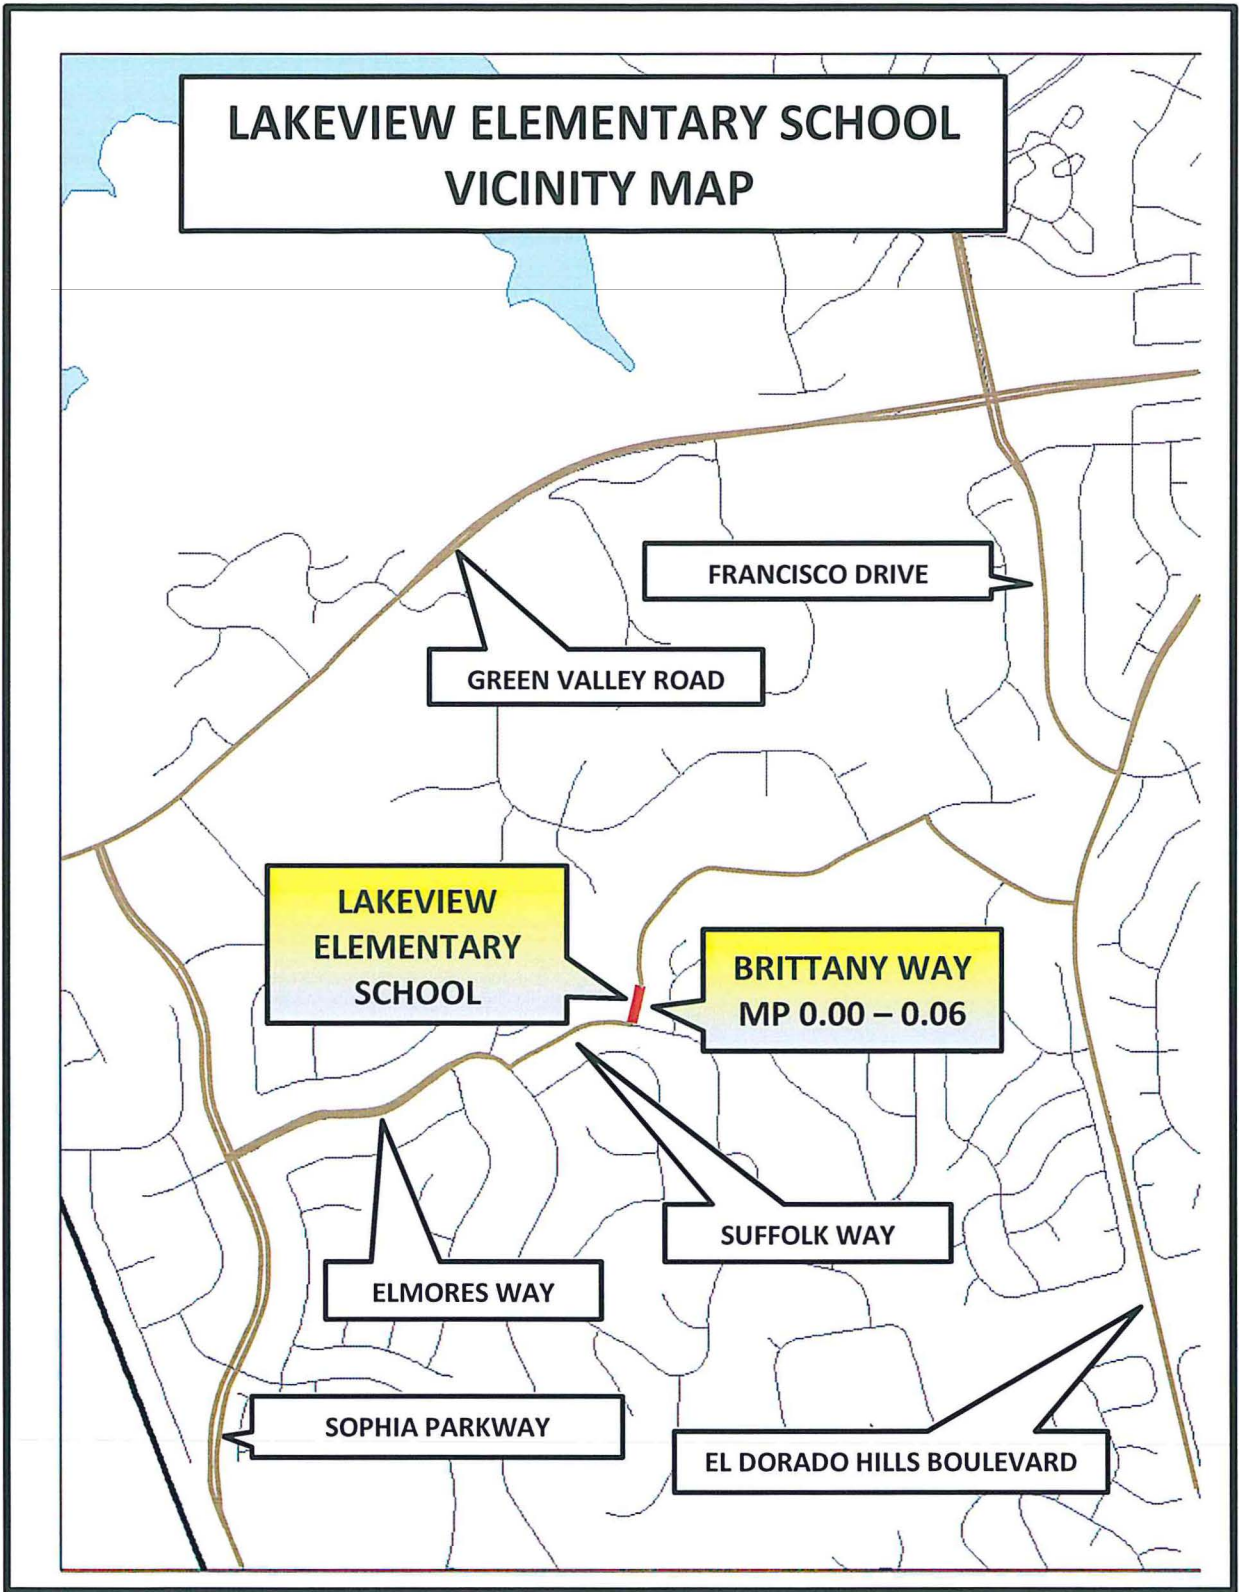 LAKEVIEW ELEMENTARY SCHOOL
VICINITY MAP
FRANCISCO DRIVE
GREEN VALLEY ROAD
LAKEVIEW
ELEMENTARY
SCHOOL
BRITTANY WAY
MP 0.00 – 0.06
SUFFOLK WAY
ELMORES WAY
SOPHIA PARKWAY
EL DORADO HILLS BOULEVARD